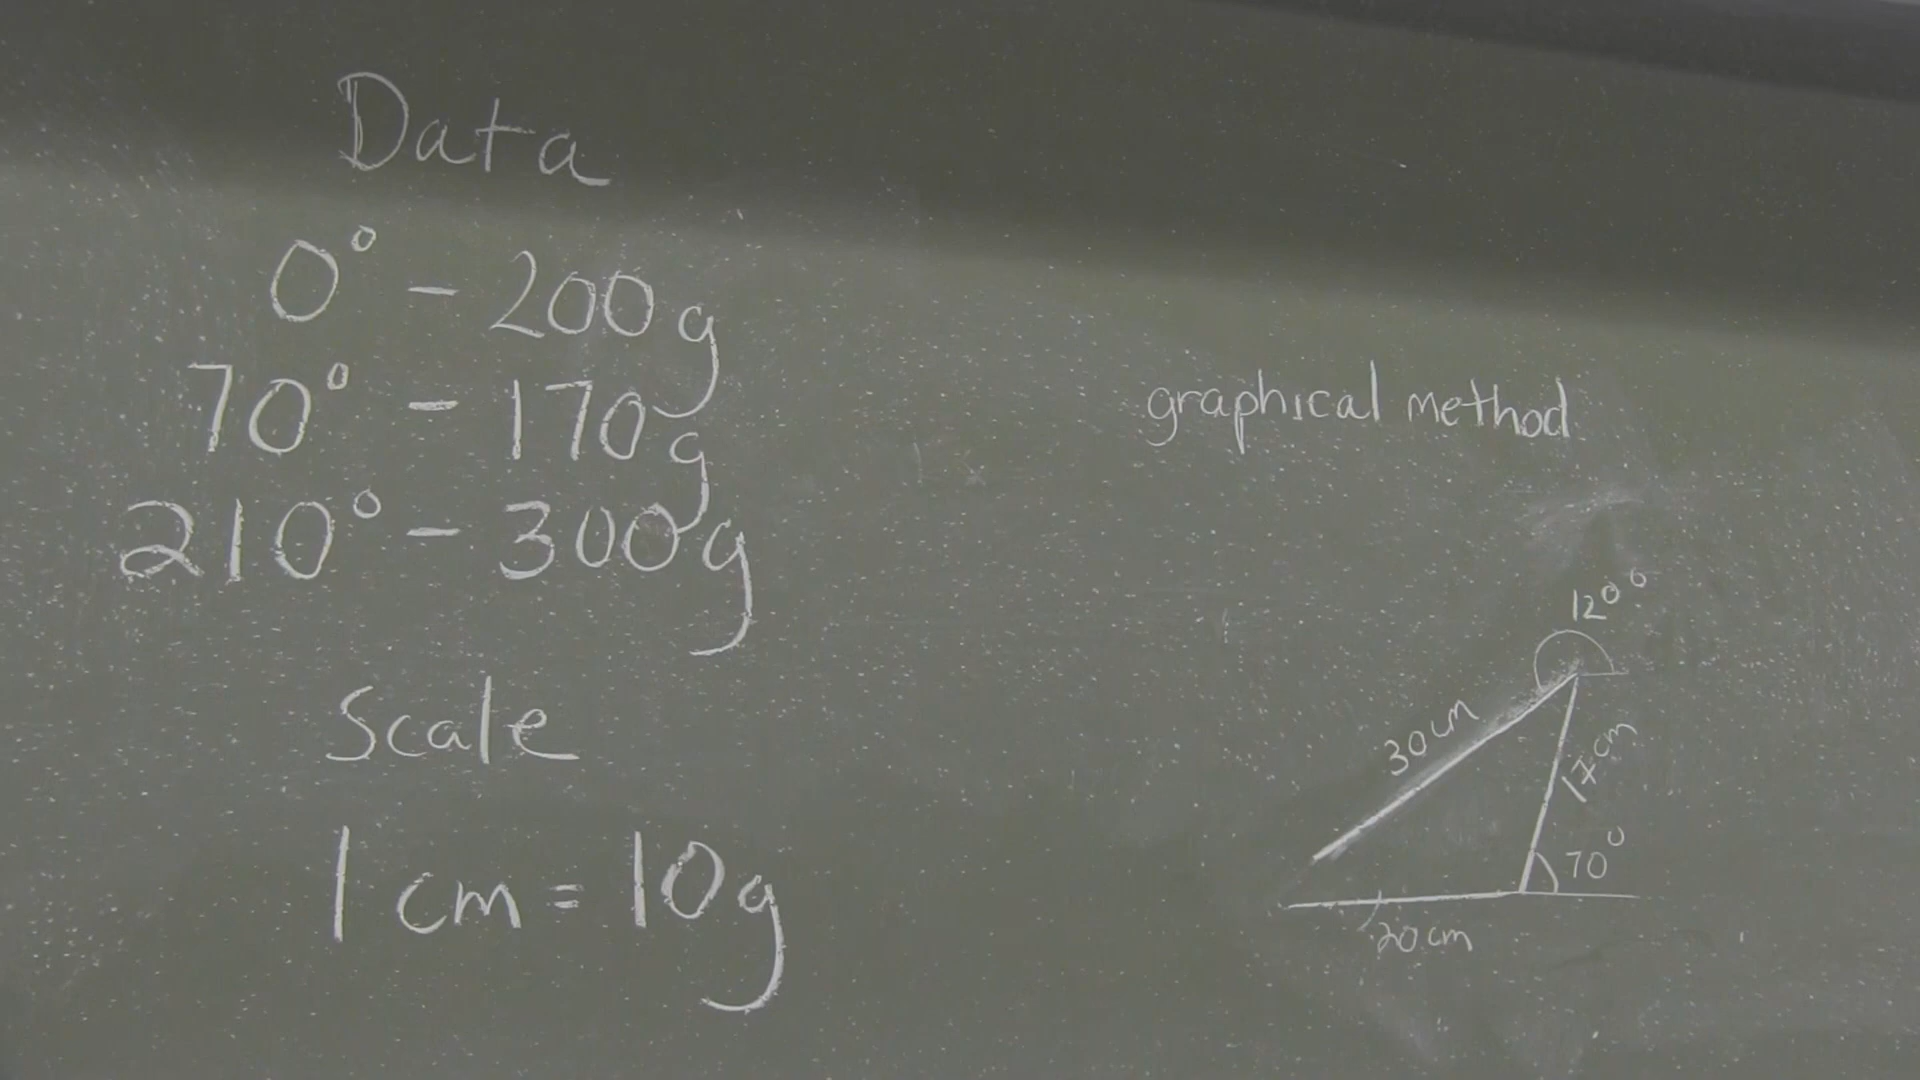 Data
0° - 200g
70° - 170g
210° - 300g
Scale
1 cm = 10g
graphical method
120°
30cm
17cm
70°
20cm